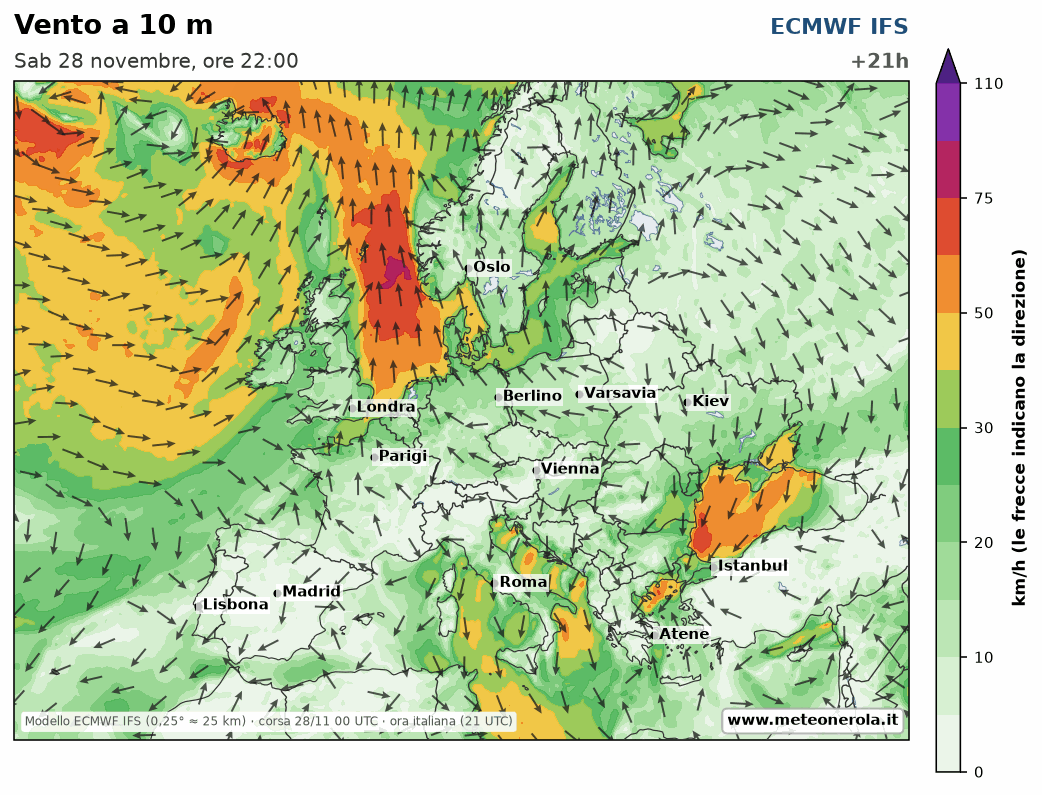 Vento a 10 m
ECMWF IFS
Sab 28 novembre, ore 22:00
+21h
110
75
50
30
20
10
0
km/h (le frecce indicano la direzione)
Oslo
Berlino
Varsavia
Kiev
Londra
Parigi
Vienna
Istanbul
Roma
Madrid
Lisbona
Atene
Modello ECMWF IFS (0,25° ≈ 25 km) · corsa 28/11 00 UTC · ora italiana (21 UTC)
www.meteonerola.it